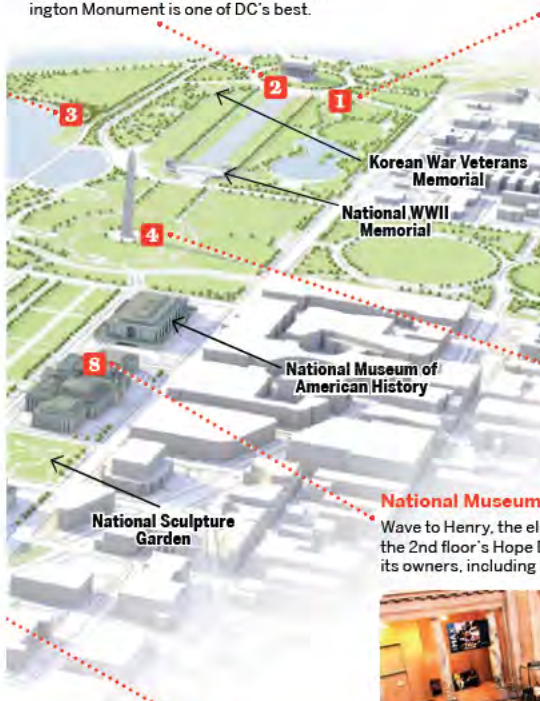 ington Monument is one of DC's best.
2
1
3
Korean War Veterans
Memorial
National WWII
Memorial
4
National Museum of
American History
8
National Sculpture
Garden
National Museum
Wave to Henry, the el
the 2nd floor's Hope D
its owners, including
IMAX